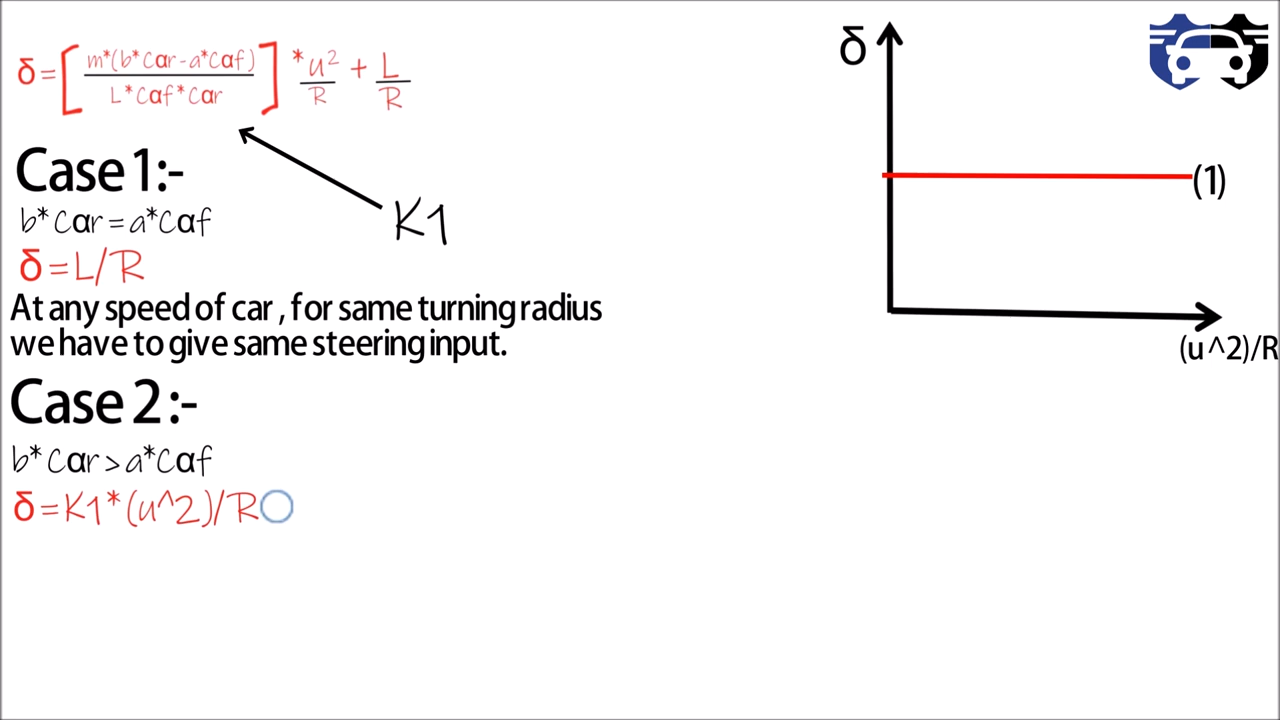 δ=[m*(b*Cαr-a*Cαf)/L*Cαf*Cαr]*u²/R+L/R
K1
Case 1:-
b*Cαr=a*Cαf
δ=L/R
At any speed of car , for same turning radius
we have to give same steering input.
Case 2:-
b*Cαr>a*Cαf
δ=K1*(u^2)/R
δ
(1)
(u^2)/R